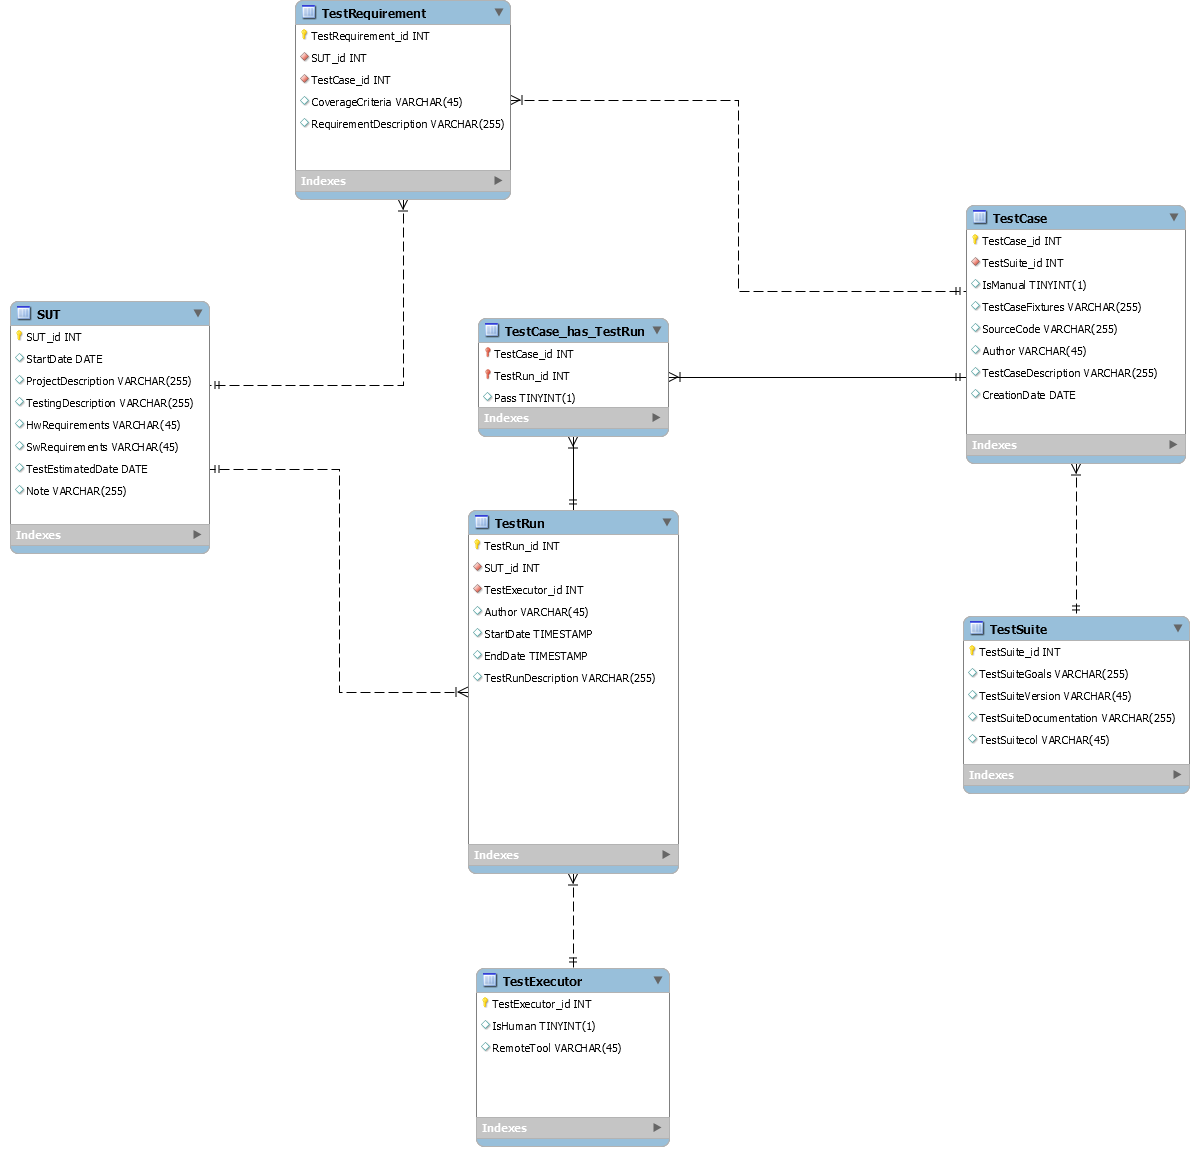 TestRequirement
TestRequirement_id INT
SUT_id INT
TestCase_id INT
CoverageCriteria VARCHAR(45)
RequirementDescription VARCHAR(255)
Indexes
TestCase
TestCase_id INT
TestSuite_id INT
IsManual TINYINT(1)
TestCaseFixtures VARCHAR(255)
SourceCode VARCHAR(255)
Author VARCHAR(45)
TestCaseDescription VARCHAR(255)
CreationDate DATE
Indexes
SUT
SUT_id INT
StartDate DATE
ProjectDescription VARCHAR(255)
TestingDescription VARCHAR(255)
HwRequirements VARCHAR(45)
SwRequirements VARCHAR(45)
TestEstimatedDate DATE
Note VARCHAR(255)
Indexes
TestCase_has_TestRun
TestCase_id INT
TestRun_id INT
Pass TINYINT(1)
Indexes
TestRun
TestRun_id INT
SUT_id INT
TestExecutor_id INT
Author VARCHAR(45)
StartDate TIMESTAMP
EndDate TIMESTAMP
TestRunDescription VARCHAR(255)
Indexes
TestSuite
TestSuite_id INT
TestSuiteGoals VARCHAR(255)
TestSuiteVersion VARCHAR(45)
TestSuiteDocumentation VARCHAR(255)
TestSuitecol VARCHAR(45)
Indexes
TestExecutor
TestExecutor_id INT
IsHuman TINYINT(1)
RemoteTool VARCHAR(45)
Indexes